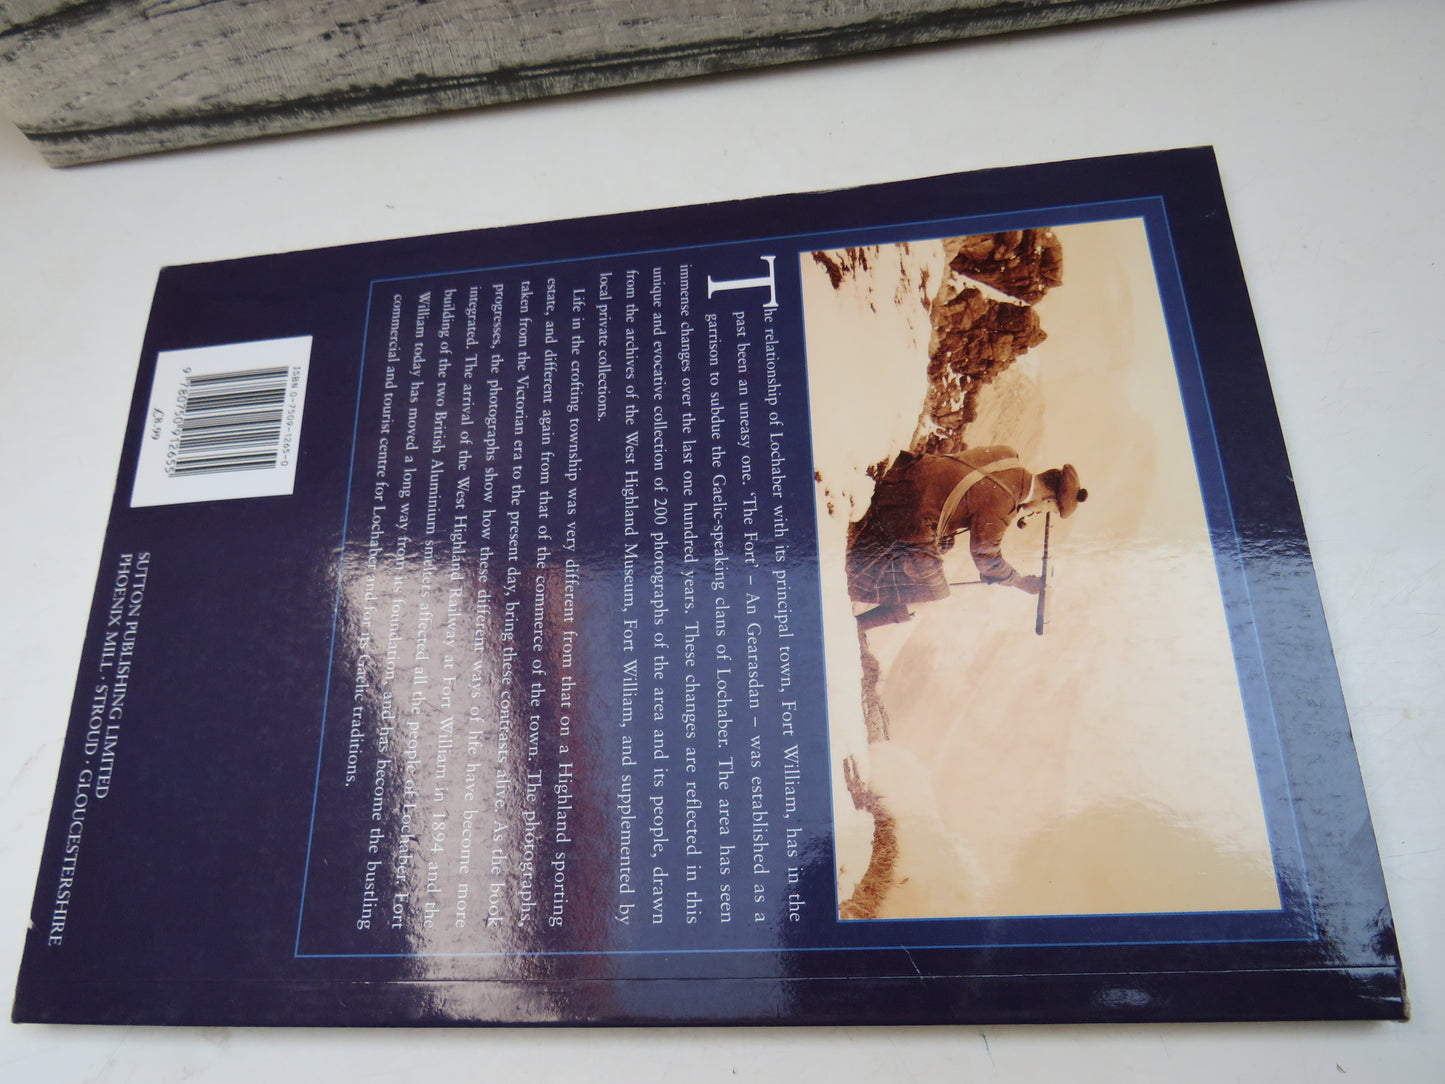 The relationship of Lochaber with its principal town, Fort William, has in the
past been an uneasy one. 'The Fort' – An Gearasdan – was established as a
garrison to subdue the Gaelic-speaking clans of Lochaber. The area has seen
immense changes over the last one hundred years. These changes are reflected in this
unique and evocative collection of 200 photographs of the area and its people, drawn
from the archives of the West Highland Museum, Fort William, and supplemented by
local private collections.
Life in the crofting township was very different from that on a Highland sporting
estate, and different again from that of the commerce of the town. The photographs,
taken from the Victorian era to the present day, bring these contrasts alive. As the book
progresses, the photographs show how these different ways of life have become more
integrated. The arrival of the West Highland Railway at Fort William in 1894, and the
building of the two British Aluminium smelters affected all the people of Lochaber. Fort
William today has moved a long way from its foundation, and has become the bustling
commercial and tourist centre for Lochaber and for its Gaelic traditions.
ISBN 0-7509-1265-0
9 780750 912655
£8.99
SUTTON PUBLISHING LIMITED
PHOENIX MILL · STROUD · GLOUCESTERSHIRE